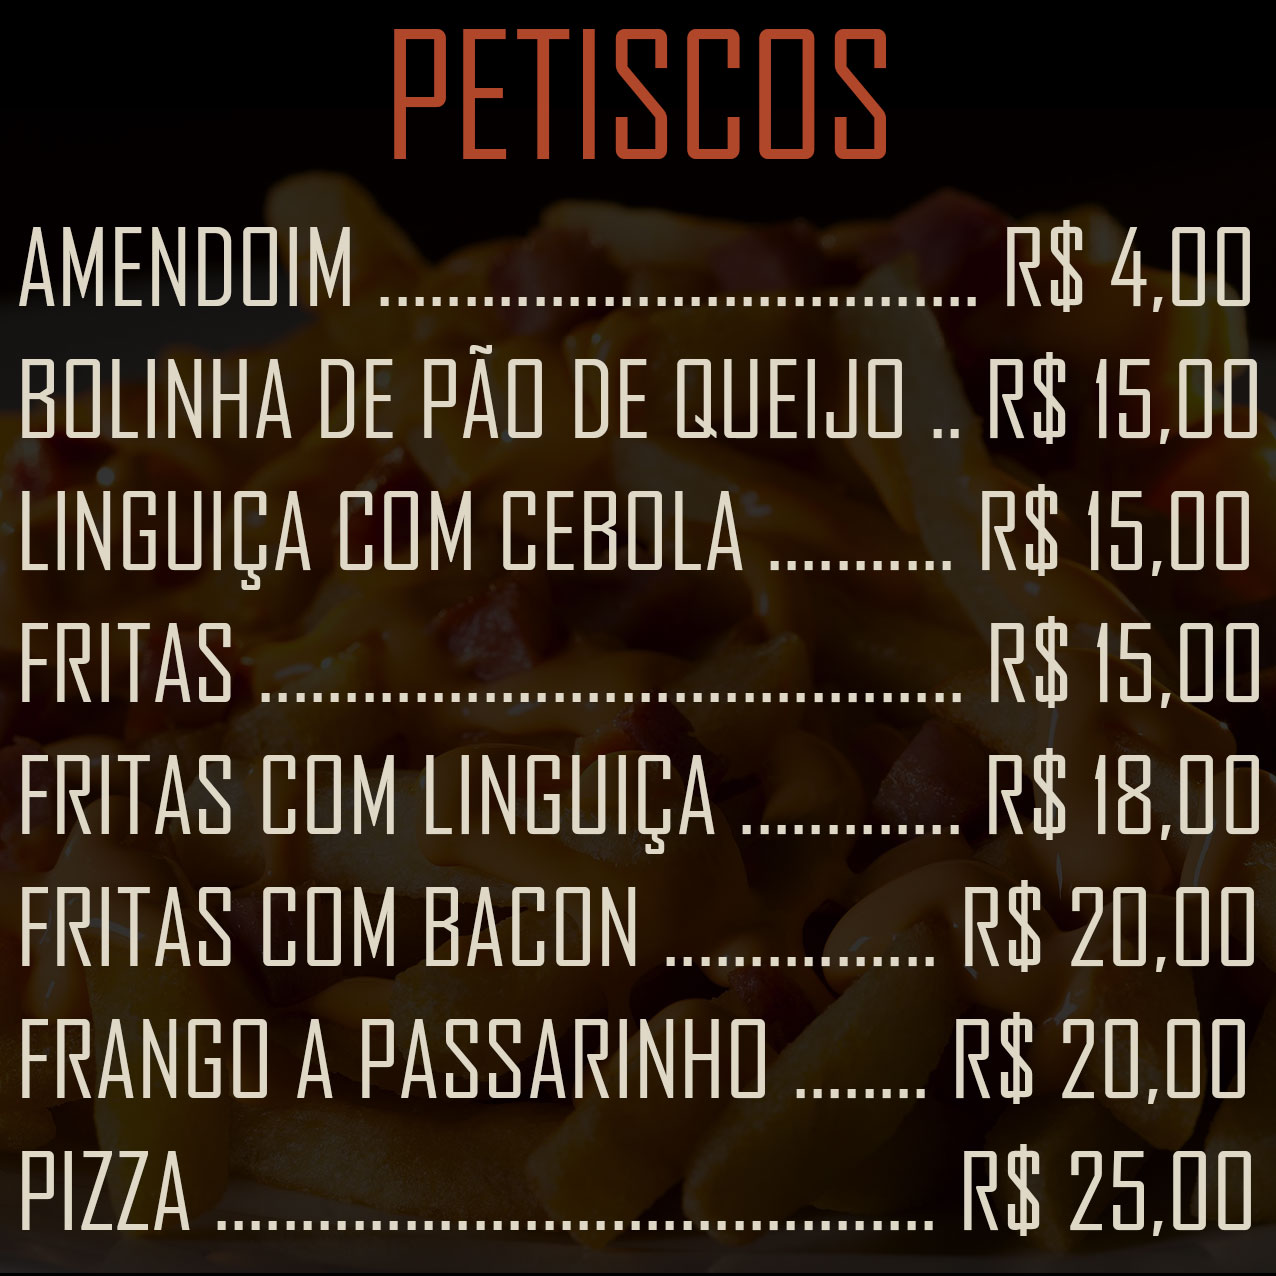 PETISCOS
AMENDOIM ................................... R$ 4,00
BOLINHA DE PÃO DE QUEIJO .. R$ 15,00
LINGUIÇA COM CEBOLA ........... R$ 15,00
FRITAS ......................................... R$ 15,00
FRITAS COM LINGUIÇA ............. R$ 18,00
FRITAS COM BACON ................ R$ 20,00
FRANGO A PASSARINHO ........ R$ 20,00
PIZZA .......................................... R$ 25,00